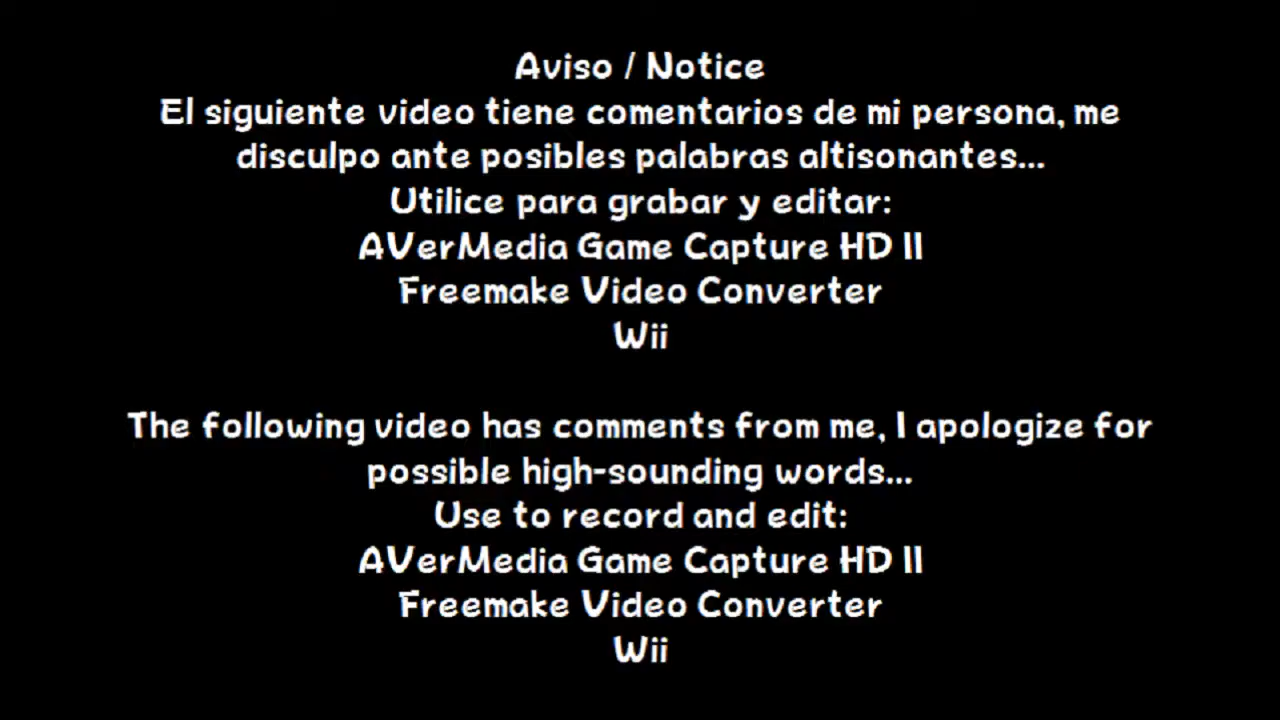 Aviso / Notice
El siguiente video tiene comentarios de mi persona, me
disculpo ante posibles palabras altisonantes...
Utilice para grabar y editar:
AVerMedia Game Capture HD II
Freemake Video Converter
Wii
The following video has comments from me, I apologize for
possible high-sounding words...
Use to record and edit:
AVerMedia Game Capture HD II
Freemake Video Converter
Wii